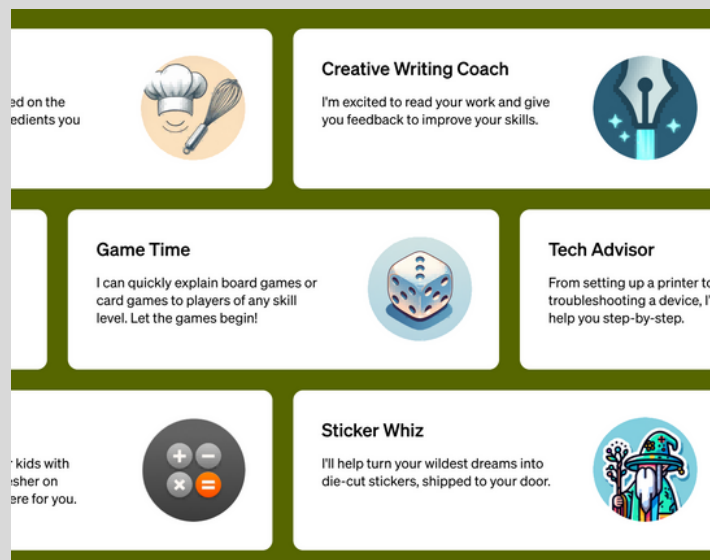 ed on the
edients you
Creative Writing Coach
I'm excited to read your work and give
you feedback to improve your skills.
Game Time
I can quickly explain board games or
card games to players of any skill
level. Let the games begin!
Tech Advisor
From setting up a printer to
troubleshooting a device, I'
help you step-by-step.
kids with
esher on
ere for you.
Sticker Whiz
I'll help turn your wildest dreams into
die-cut stickers, shipped to your door.